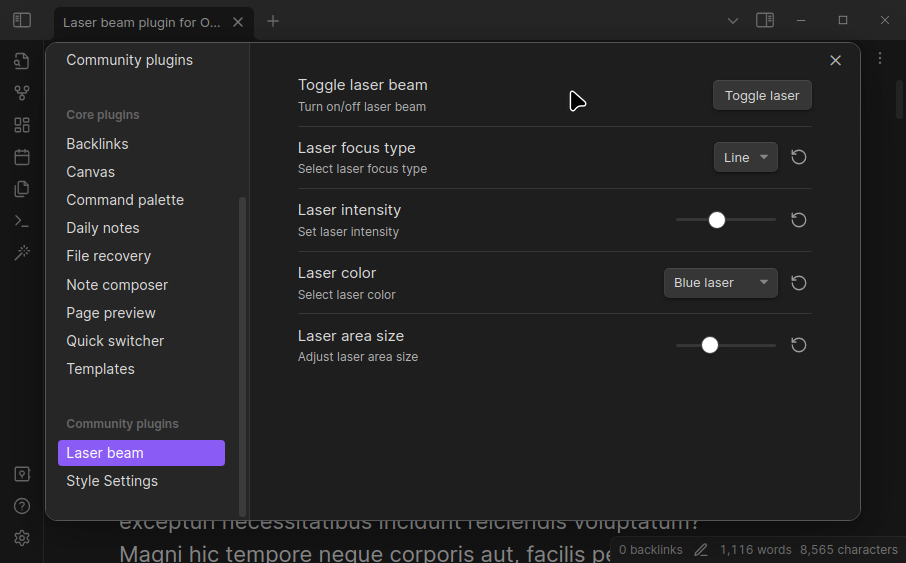 Laser beam plugin for O...
Community plugins
Core plugins
Backlinks
Canvas
Command palette
Daily notes
File recovery
Note composer
Page preview
Quick switcher
Templates
Community plugins
Laser beam
Style Settings
Toggle laser beam
Turn on/off laser beam
Toggle laser
Laser focus type
Select laser focus type
Line
Laser intensity
Set laser intensity
Laser color
Select laser color
Blue laser
Laser area size
Adjust laser area size
excepturi necessitatibus incidunt reiciendis voluptatum?
Magni hic tempore neque corporis aut, facilis
0 backlinks 1,116 words 8,565 characters